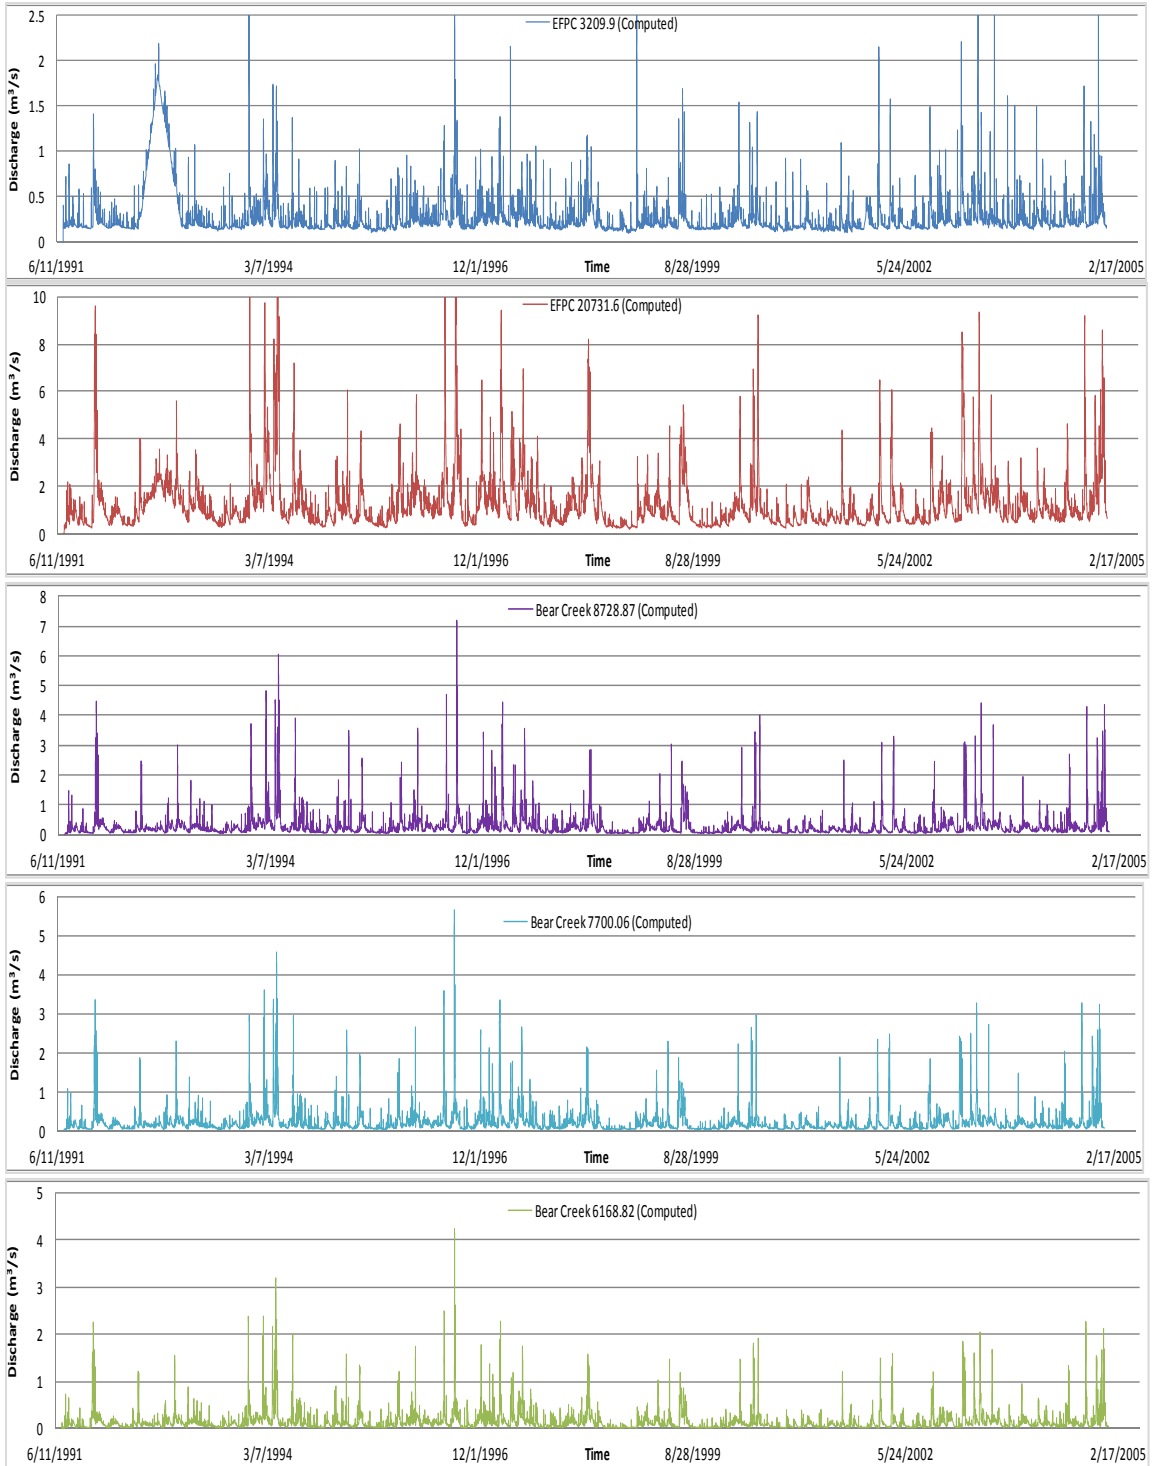 EFPC 3209.9 (Computed)
Discharge (m³/s)
2.5
2
1.5
1
0.5
0
6/11/1991 3/7/1994 12/1/1996 Time 8/28/1999 5/24/2002 2/17/2005
EFPC 20731.6 (Computed)
Discharge (m³/s)
10
8
6
4
2
0
6/11/1991 3/7/1994 12/1/1996 Time 8/28/1999 5/24/2002 2/17/2005
Bear Creek 8728.87 (Computed)
Discharge (m³/s)
8
7
6
5
4
3
2
1
0
6/11/1991 3/7/1994 12/1/1996 Time 8/28/1999 5/24/2002 2/17/2005
Bear Creek 7700.06 (Computed)
Discharge (m³/s)
6
5
4
3
2
1
0
6/11/1991 3/7/1994 12/1/1996 Time 8/28/1999 5/24/2002 2/17/2005
Bear Creek 6168.82 (Computed)
Discharge (m³/s)
5
4
3
2
1
0
6/11/1991 3/7/1994 12/1/1996 Time 8/28/1999 5/24/2002 2/17/2005